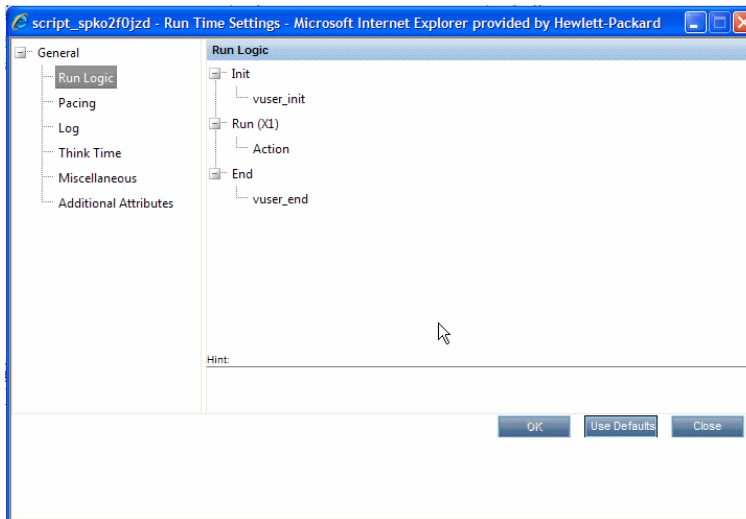 script_spko2f0jzd - Run Time Settings - Microsoft Internet Explorer provided by Hewlett-Packard
General
Run Logic
Pacing
Log
Think Time
Miscellaneous
Additional Attributes
Run Logic
Init
vuser_init
Run (X1)
Action
End
vuser_end
Hint:
OK
Use Defaults
Close